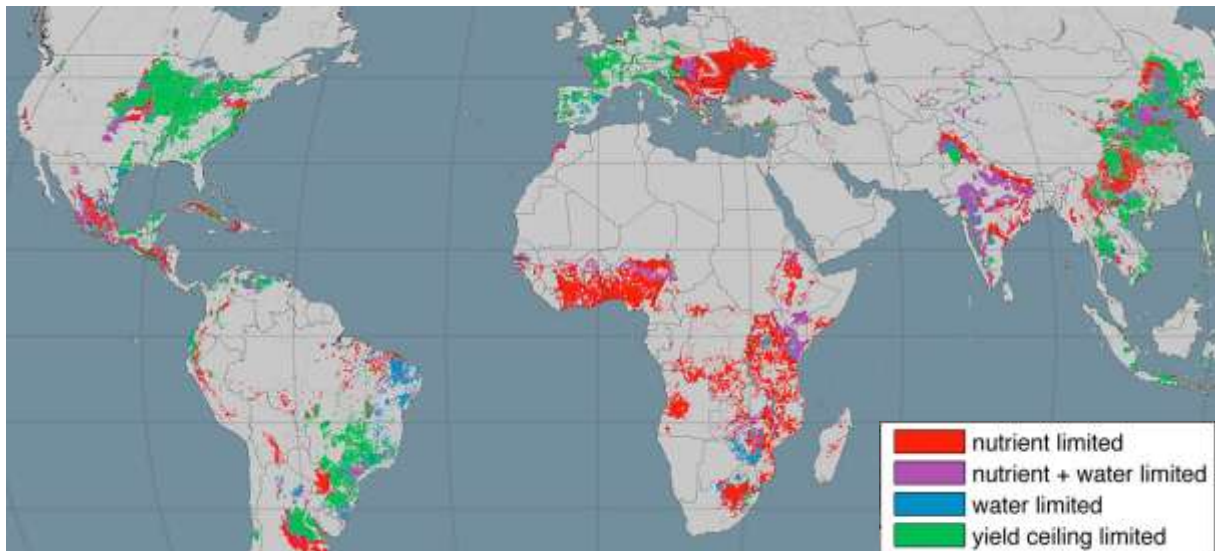 nutrient limited
nutrient + water limited
water limited
yield ceiling limited